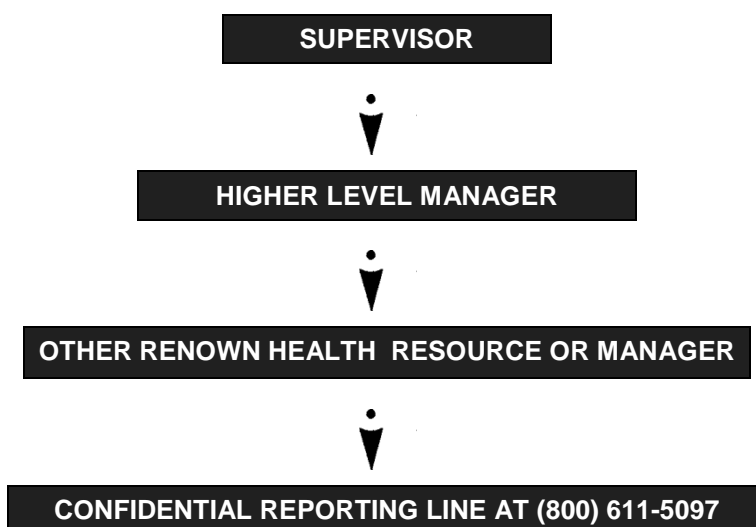 SUPERVISOR
HIGHER LEVEL MANAGER
OTHER RENOWN HEALTH RESOURCE OR MANAGER
CONFIDENTIAL REPORTING LINE AT (800) 611-5097